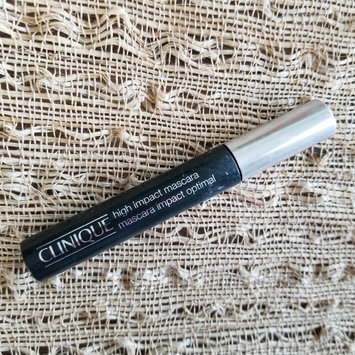 CLINIQUE
high impact mascara
mascara impact optimal